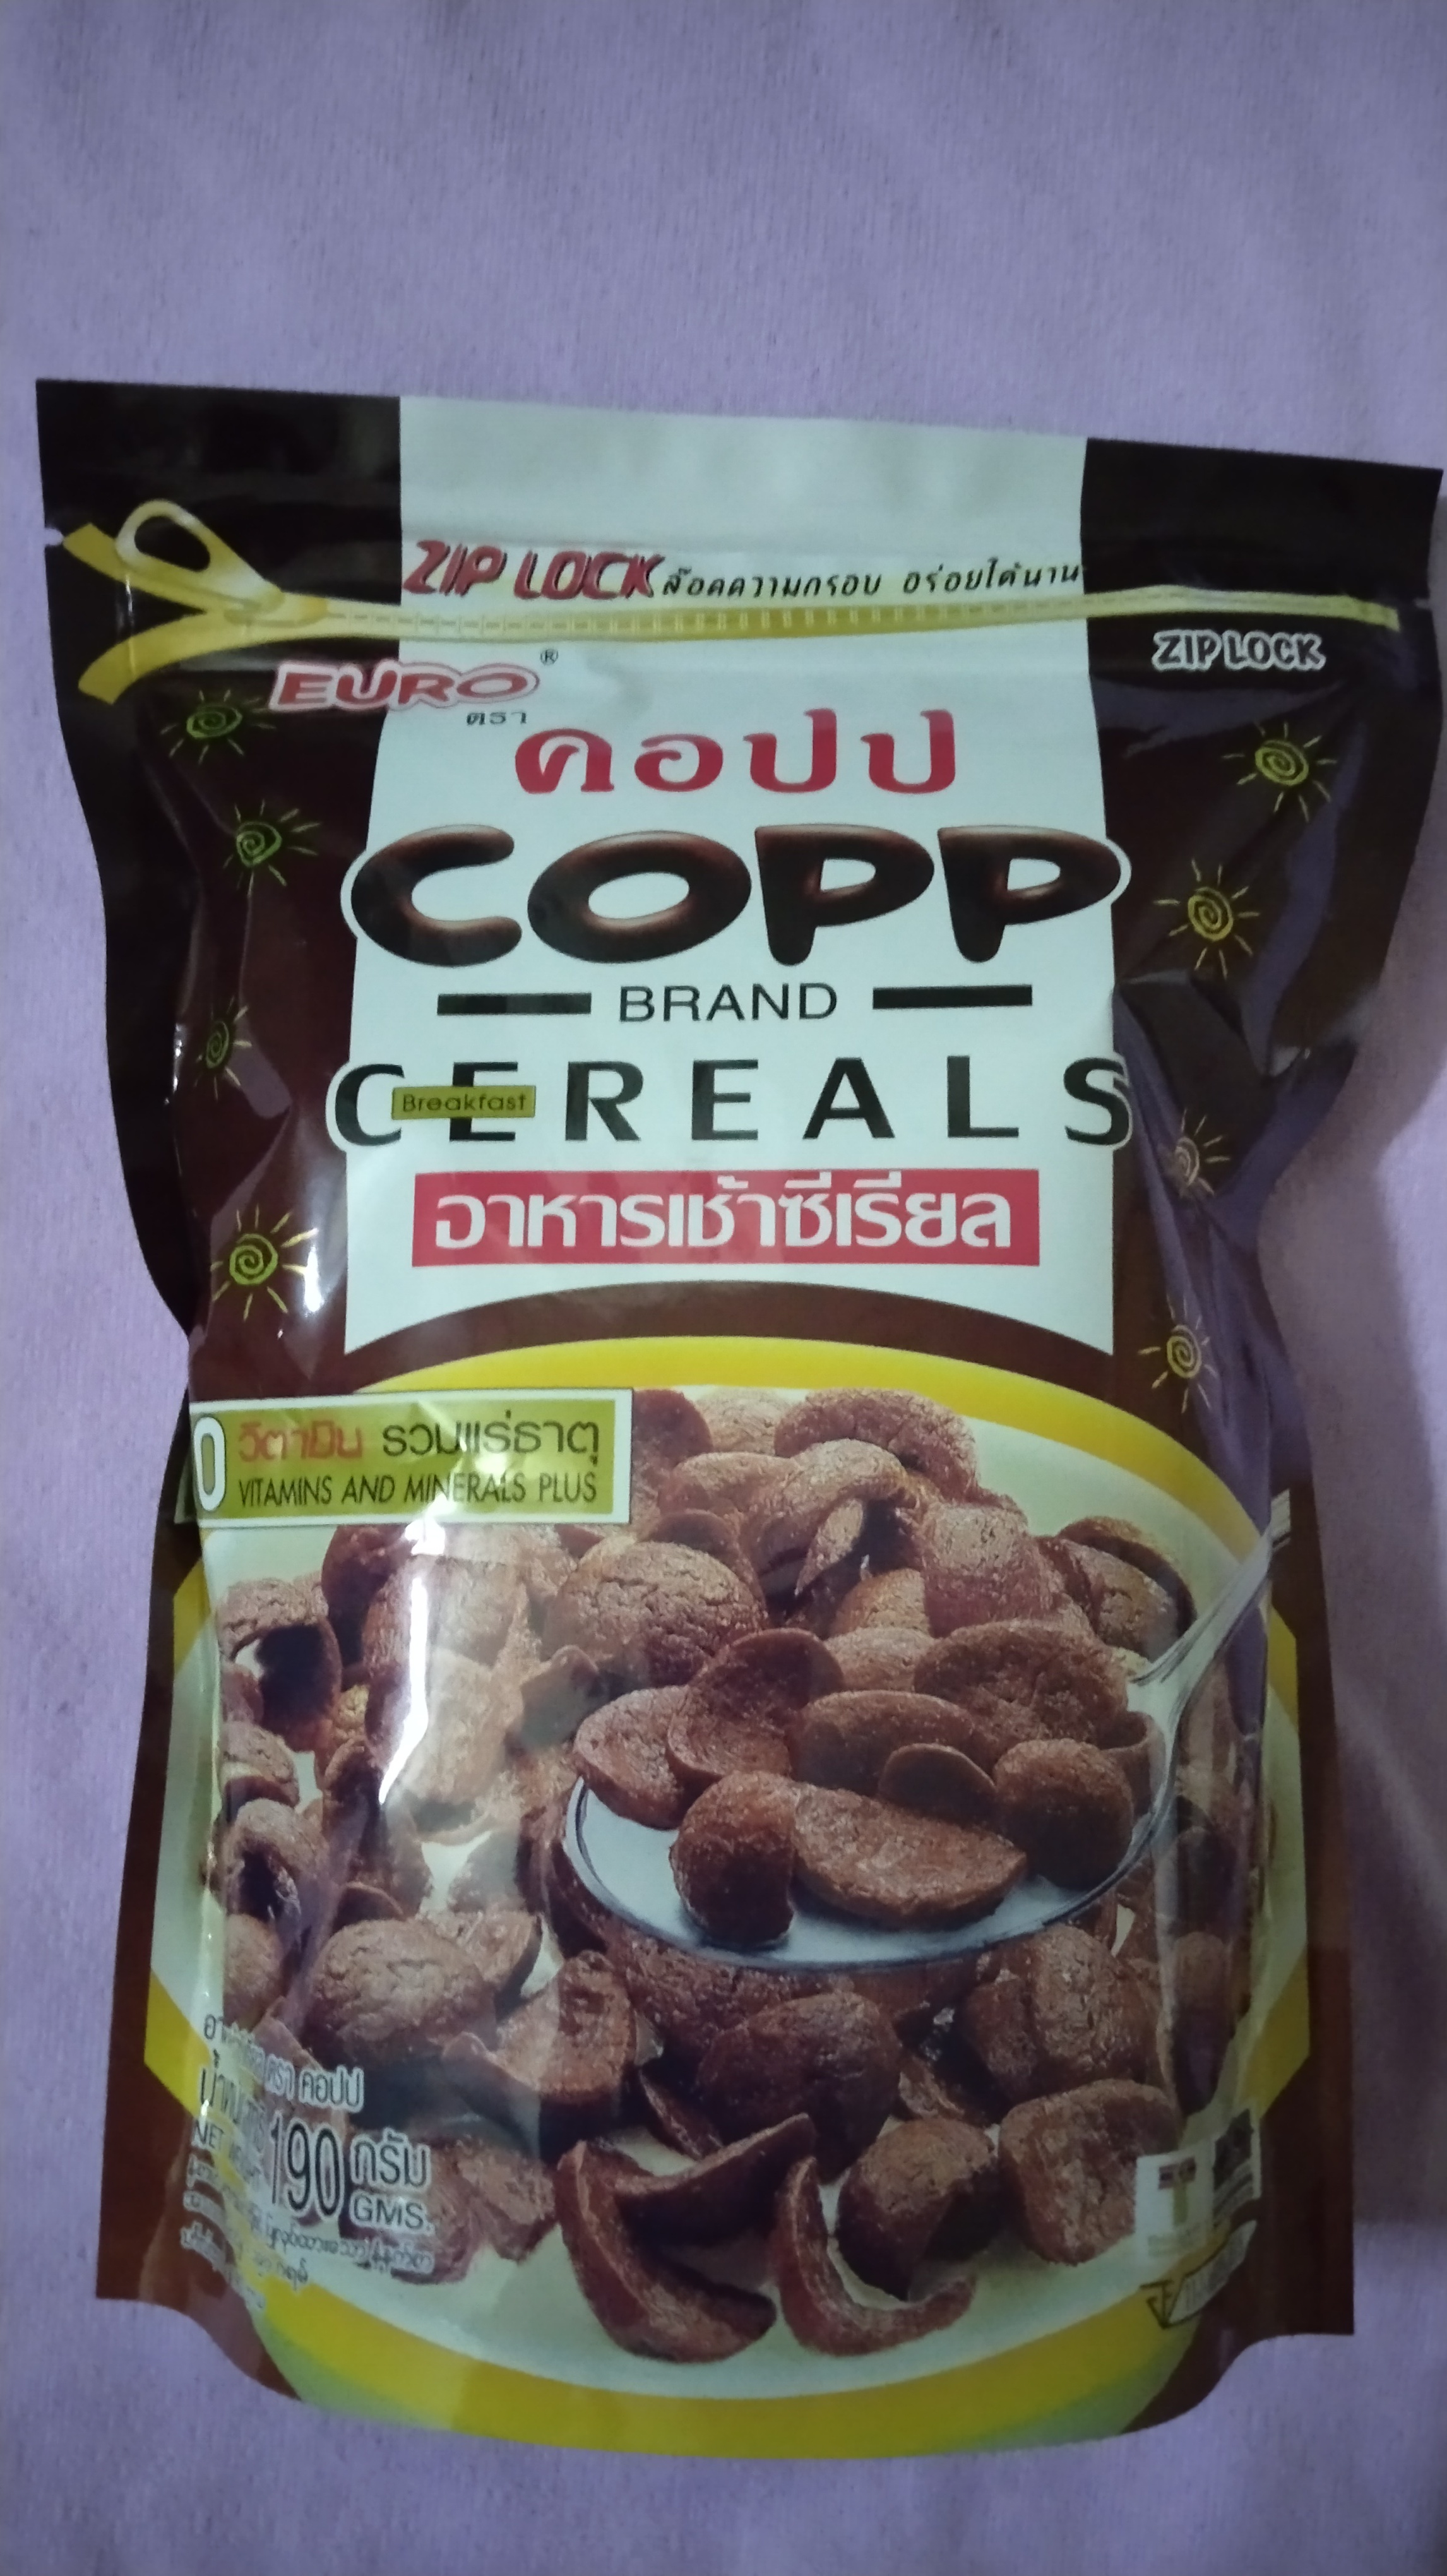 ZIP LOCK ล๊อคความกรอบ อร่อยได้นาน
ZIP LOCK
EURO®
ตรา
คอปป
COPP
BRAND
CEREALS
Breakfast
อาหารเช้าซีเรียล
0 วิตามิน รวมแร่ธาตุ
VITAMINS AND MINERALS PLUS
ตรา คอปป
190 กรัม
NET
GMS.